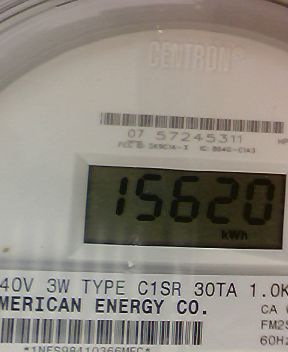 CENTRON®
07 57245311
15620
kWh
40V 3W TYPE C1SR 30TA 1.0K
MERICAN ENERGY CO.
CA
FM2S
60Hz